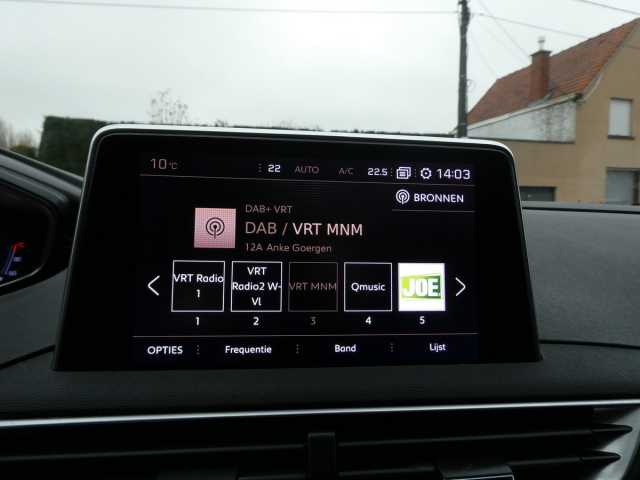 10°C 22 AUTO A/C 22.5 14:03
BRONNEN
DAB+ VRT
DAB / VRT MNM
12A Anke Goergen
VRT Radio 1
VRT Radio2 W-Vl
VRT MNM
Qmusic
JOE
1 2 3 4 5
OPTIES Frequentie Band Lijst